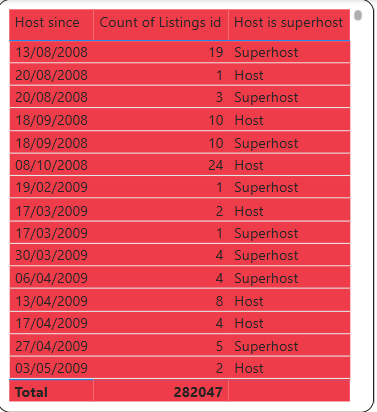 Host since Count of Listings id Host is superhost
13/08/2008 19 Superhost
20/08/2008 1 Host
20/08/2008 3 Superhost
18/09/2008 10 Host
18/09/2008 10 Superhost
08/10/2008 24 Host
19/02/2009 1 Superhost
17/03/2009 2 Host
17/03/2009 1 Superhost
30/03/2009 4 Superhost
06/04/2009 4 Superhost
13/04/2009 8 Host
17/04/2009 4 Host
27/04/2009 5 Superhost
03/05/2009 2 Host
Total 282047